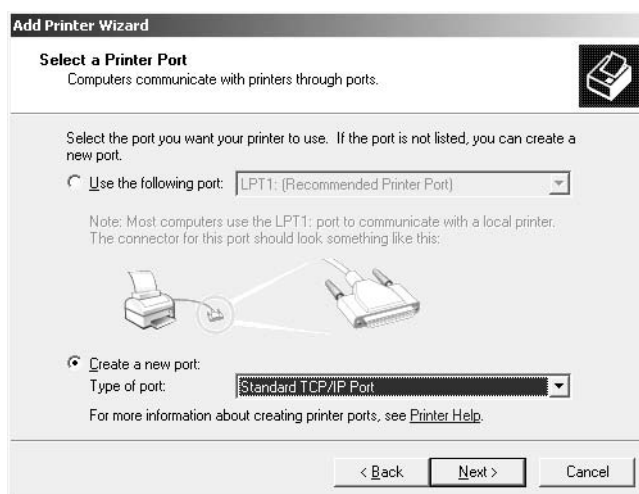 Add Printer Wizard
Select a Printer Port
Computers communicate with printers through ports.
Select the port you want your printer to use. If the port is not listed, you can create a
new port.
Use the following port: LPT1: (Recommended Printer Port)
Note: Most computers use the LPT1: port to communicate with a local printer.
The connector for this port should look something like this:
Create a new port:
Type of port: Standard TCP/IP Port
For more information about creating printer ports, see Printer Help.
< Back Next > Cancel